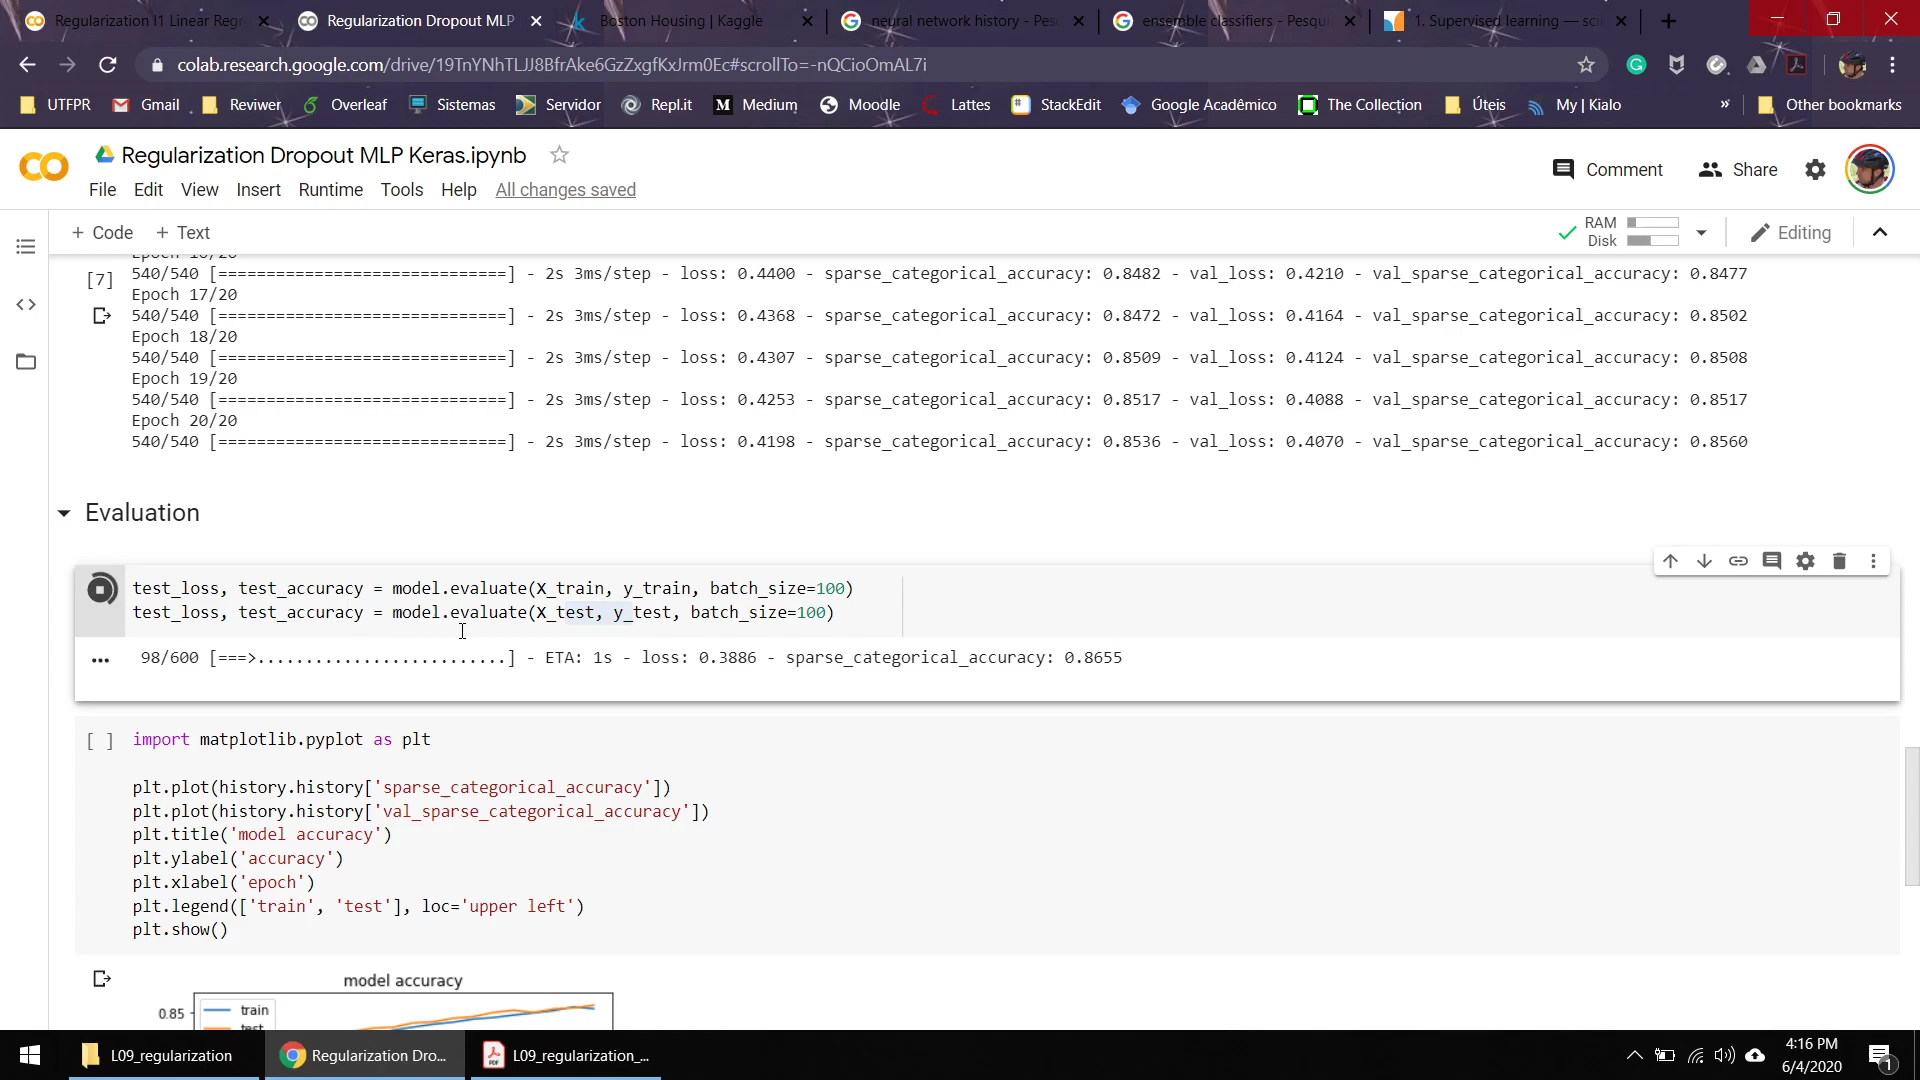 Regularization l1 Linear Regr
Regularization Dropout MLP
Boston Housing | Kaggle
neural network history - Pes
ensemble classifiers - Pesqui
1. Supervised learning — sci
colab.research.google.com/drive/19TnYNhTLJJ8BfrAke6GzZxgfKxJrm0Ec#scrollTo=-nQCioOmAL7i
UTFPR Gmail Reviwer Overleaf Sistemas Servidor Repl.it Medium Moodle Lattes StackEdit Google Acadêmico The Collection Úteis My | Kialo » Other bookmarks
Regularization Dropout MLP Keras.ipynb
Comment Share
File Edit View Insert Runtime Tools Help All changes saved
+ Code + Text
RAM
Disk
Editing
[7]
540/540 [==============================] - 2s 3ms/step - loss: 0.4400 - sparse_categorical_accuracy: 0.8482 - val_loss: 0.4210 - val_sparse_categorical_accuracy: 0.8477
Epoch 17/20
540/540 [==============================] - 2s 3ms/step - loss: 0.4368 - sparse_categorical_accuracy: 0.8472 - val_loss: 0.4164 - val_sparse_categorical_accuracy: 0.8502
Epoch 18/20
540/540 [==============================] - 2s 3ms/step - loss: 0.4307 - sparse_categorical_accuracy: 0.8509 - val_loss: 0.4124 - val_sparse_categorical_accuracy: 0.8508
Epoch 19/20
540/540 [==============================] - 2s 3ms/step - loss: 0.4253 - sparse_categorical_accuracy: 0.8517 - val_loss: 0.4088 - val_sparse_categorical_accuracy: 0.8517
Epoch 20/20
540/540 [==============================] - 2s 3ms/step - loss: 0.4198 - sparse_categorical_accuracy: 0.8536 - val_loss: 0.4070 - val_sparse_categorical_accuracy: 0.8560
Evaluation
test_loss, test_accuracy = model.evaluate(X_train, y_train, batch_size=100)
test_loss, test_accuracy = model.evaluate(X_test, y_test, batch_size=100)
98/600 [===>..........................] - ETA: 1s - loss: 0.3886 - sparse_categorical_accuracy: 0.8655
[ ] import matplotlib.pyplot as plt
plt.plot(history.history['sparse_categorical_accuracy'])
plt.plot(history.history['val_sparse_categorical_accuracy'])
plt.title('model accuracy')
plt.ylabel('accuracy')
plt.xlabel('epoch')
plt.legend(['train', 'test'], loc='upper left')
plt.show()
model accuracy
0.85
train
test
L09_regularization
Regularization Dro...
L09_regularization_...
4:16 PM
6/4/2020
1